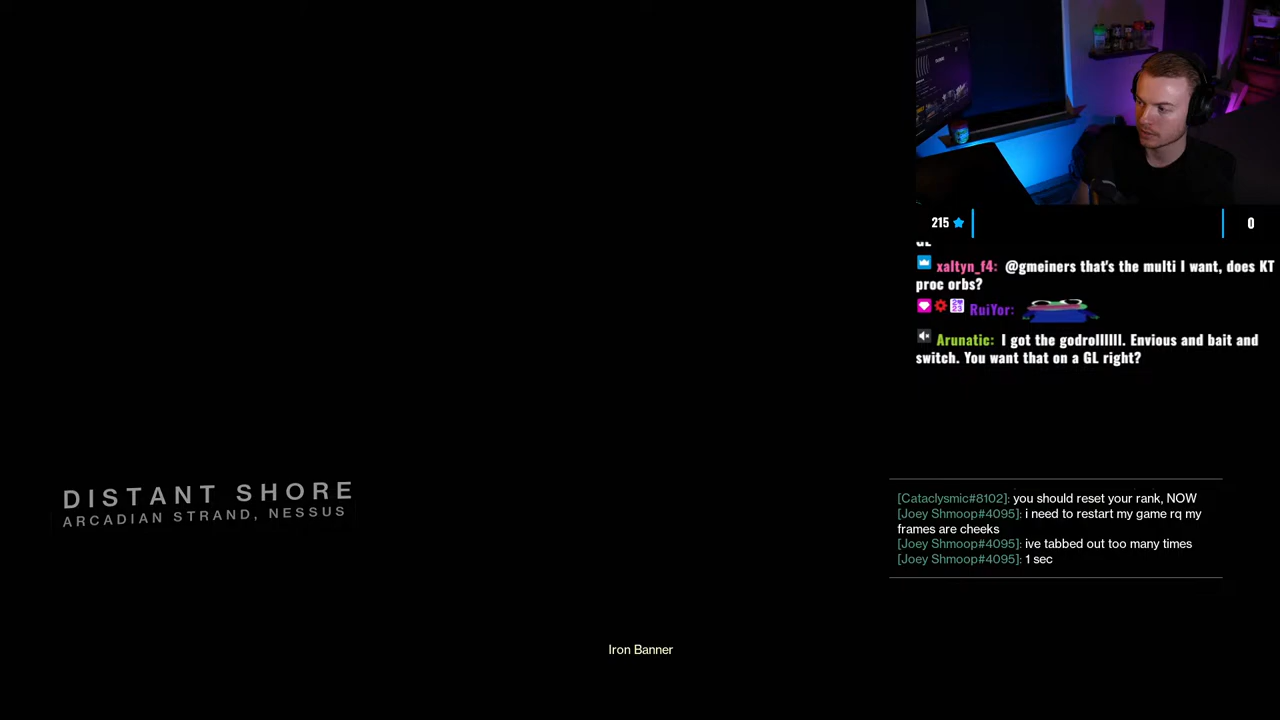 215
0
xaltyn_f4: @gmeiners that's the multi I want, does KT
proc orbs?
RuiYor:
Arunatic: I got the godrollllll. Envious and bait and
switch. You want that on a GL right?
DISTANT SHORE
ARCADIAN STRAND, NESSUS
[Cataclysmic#8102]: you should reset your rank, NOW
[Joey Shmoop#4095]: i need to restart my game rq my
frames are cheeks
[Joey Shmoop#4095]: ive tabbed out too many times
[Joey Shmoop#4095]: 1 sec
Iron Banner